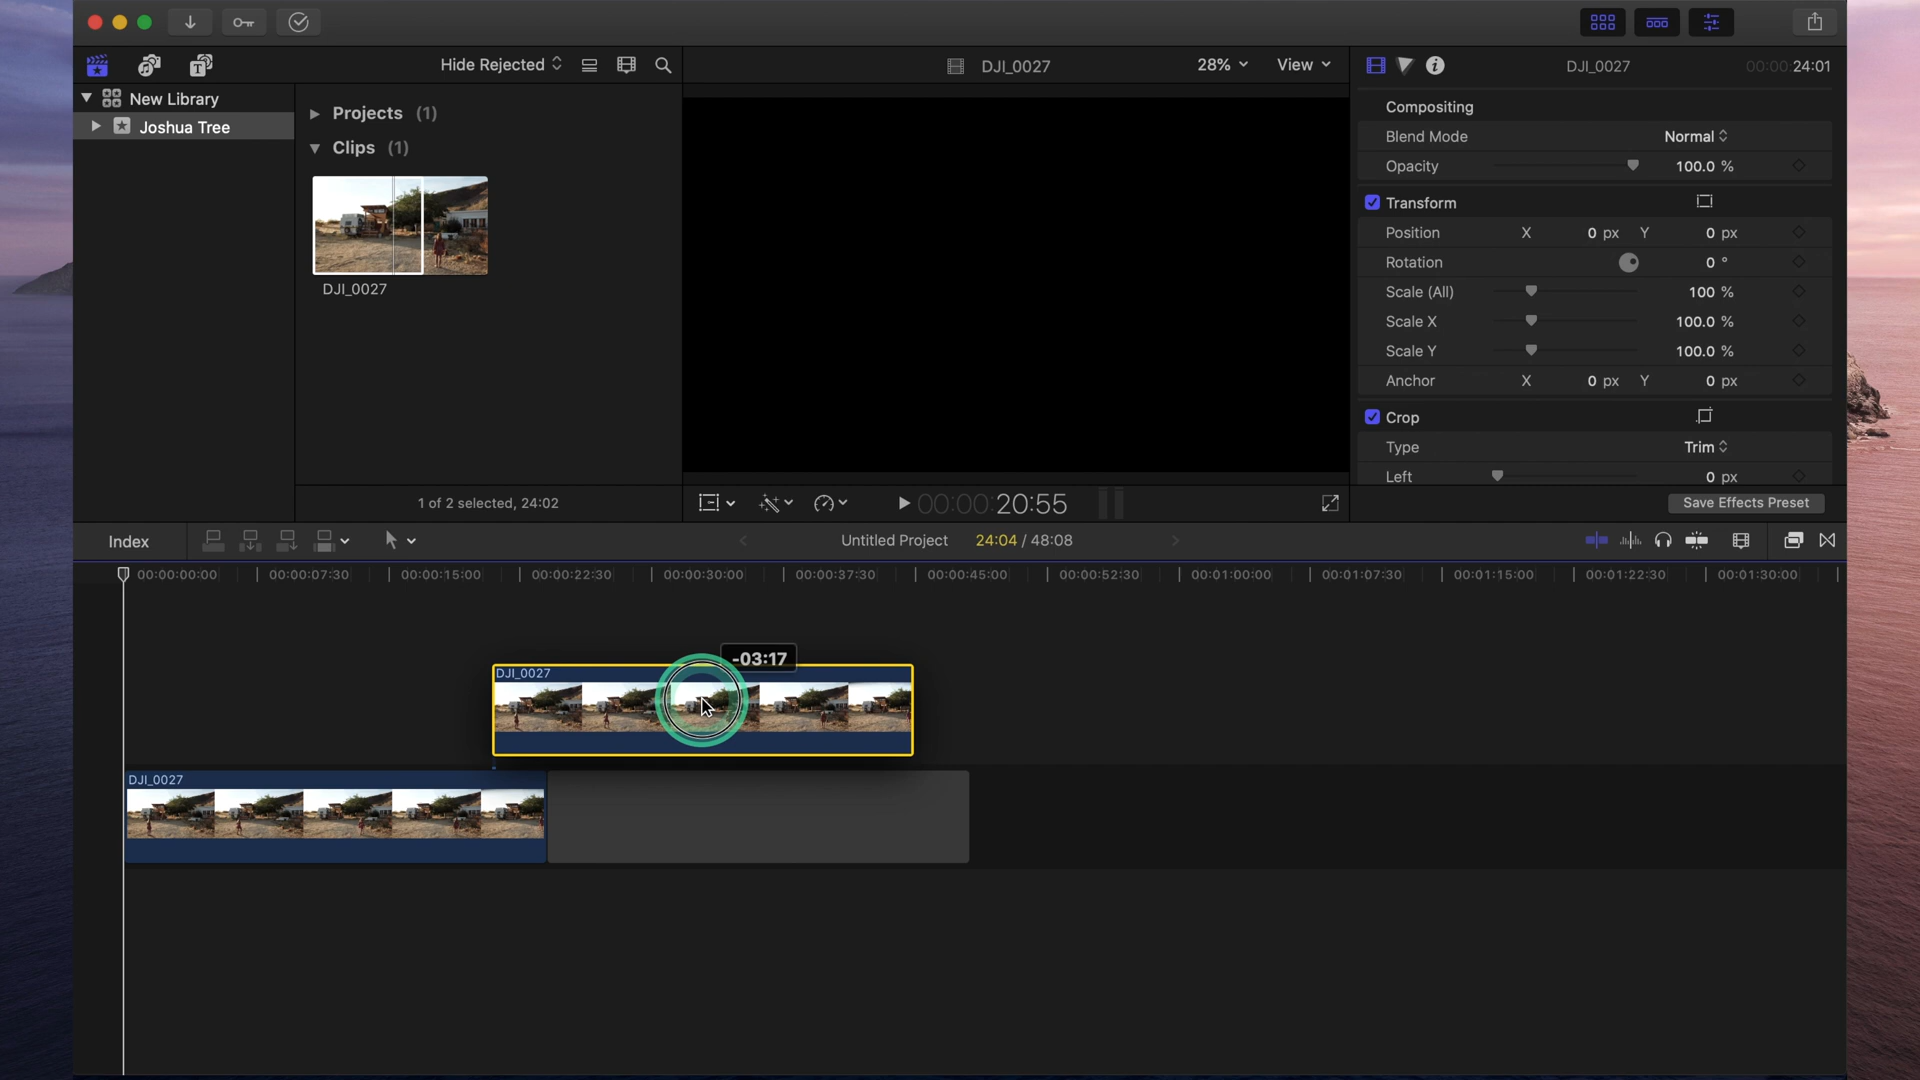 Hide Rejected
DJI_0027
28%
View
DJI_0027
00:00:24:01
New Library
Joshua Tree
Projects (1)
Clips (1)
DJI_0027
1 of 2 selected, 24:02
00:00:20:55
Compositing
Blend Mode Normal
Opacity 100.0 %
Transform
Position X 0 px Y 0 px
Rotation 0 °
Scale (All) 100 %
Scale X 100.0 %
Scale Y 100.0 %
Anchor X 0 px Y 0 px
Crop
Type Trim
Left 0 px
Save Effects Preset
Index
Untitled Project
24:04 / 48:08
00:00:00:00 00:00:07:30 00:00:15:00 00:00:22:30 00:00:30:00 00:00:37:30 00:00:45:00 00:00:52:30 00:01:00:00 00:01:07:30 00:01:15:00 00:01:22:30 00:01:30:00
-03:17
DJI_0027
DJI_0027